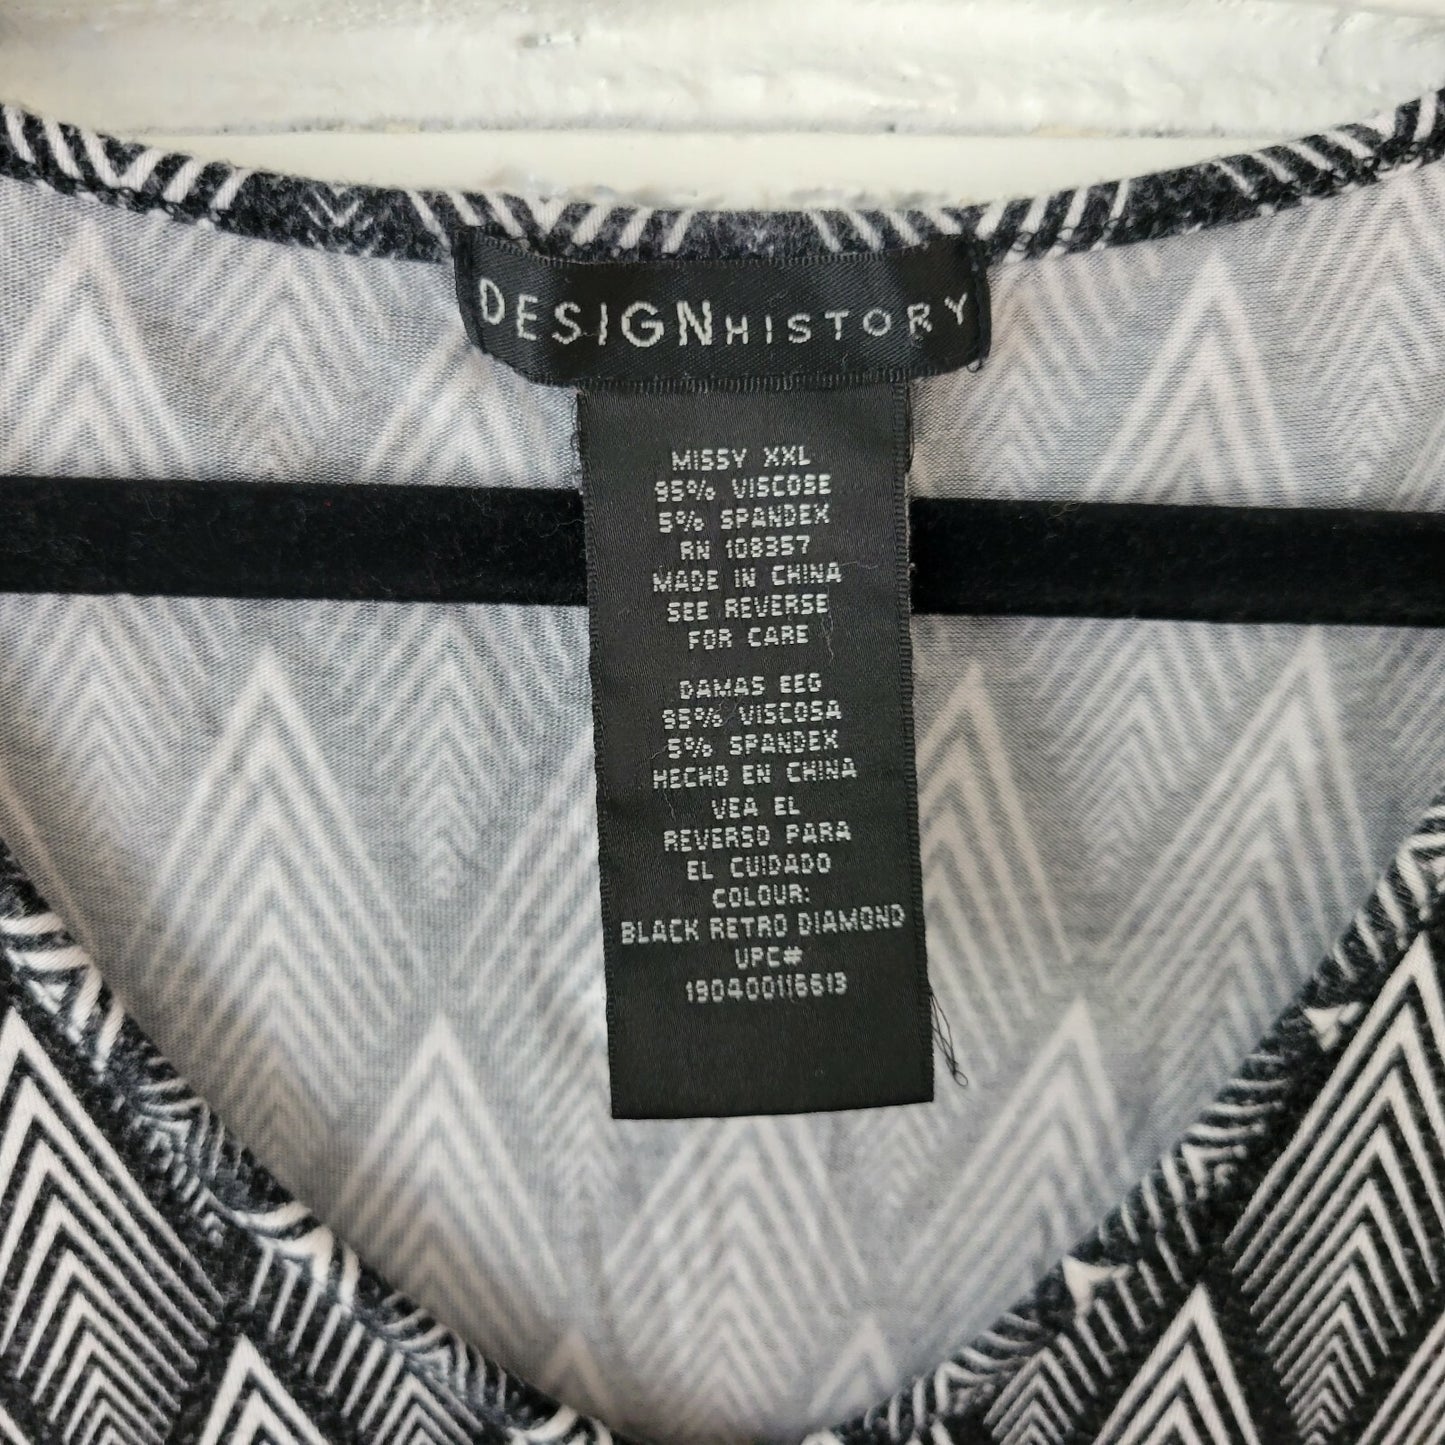 DESIGNHISTORY
MISSY XXL
95% VISCOSE
5% SPANDEX
RN 108357
MADE IN CHINA
SEE REVERSE
FOR CARE
DAMAS EEG
95% VISCOSA
5% SPANDEX
HECHO EN CHINA
VEA EL
REVERSO PARA
EL CUIDADO
COLOUR:
BLACK RETRO DIAMOND
UPC#
190400116613